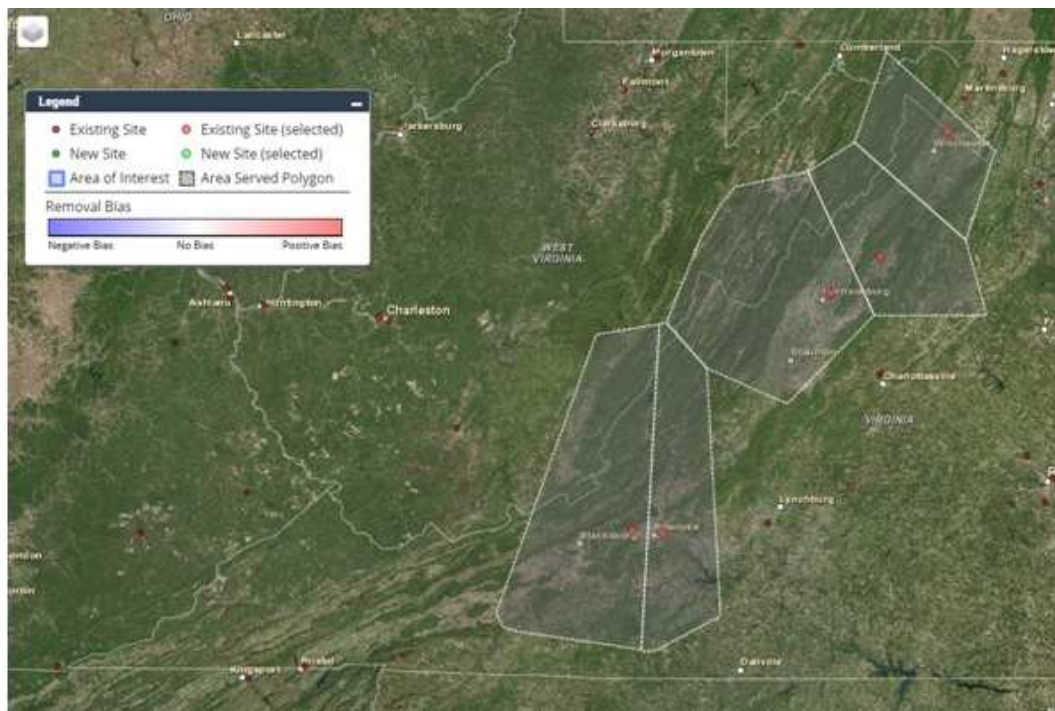 OHIO
Lancaster
Morgantown
Cumberland
Hagerstow
Legend
Existing Site
Existing Site (selected)
New Site
New Site (selected)
Area of Interest
Area Served Polygon
Removal Bias
Negative Bias
No Bias
Positive Bias
Fairmont
Martinsburg
arkersburg
Clarksburg
Winchester
WEST
VIRGINIA
Ashland
Huntington
Charleston
Harrisonburg
Staunton
Charlottesville
VIRGINIA
Lynchburg
Blacksburg
Roanoke
Kingsport
Bristol
Danville